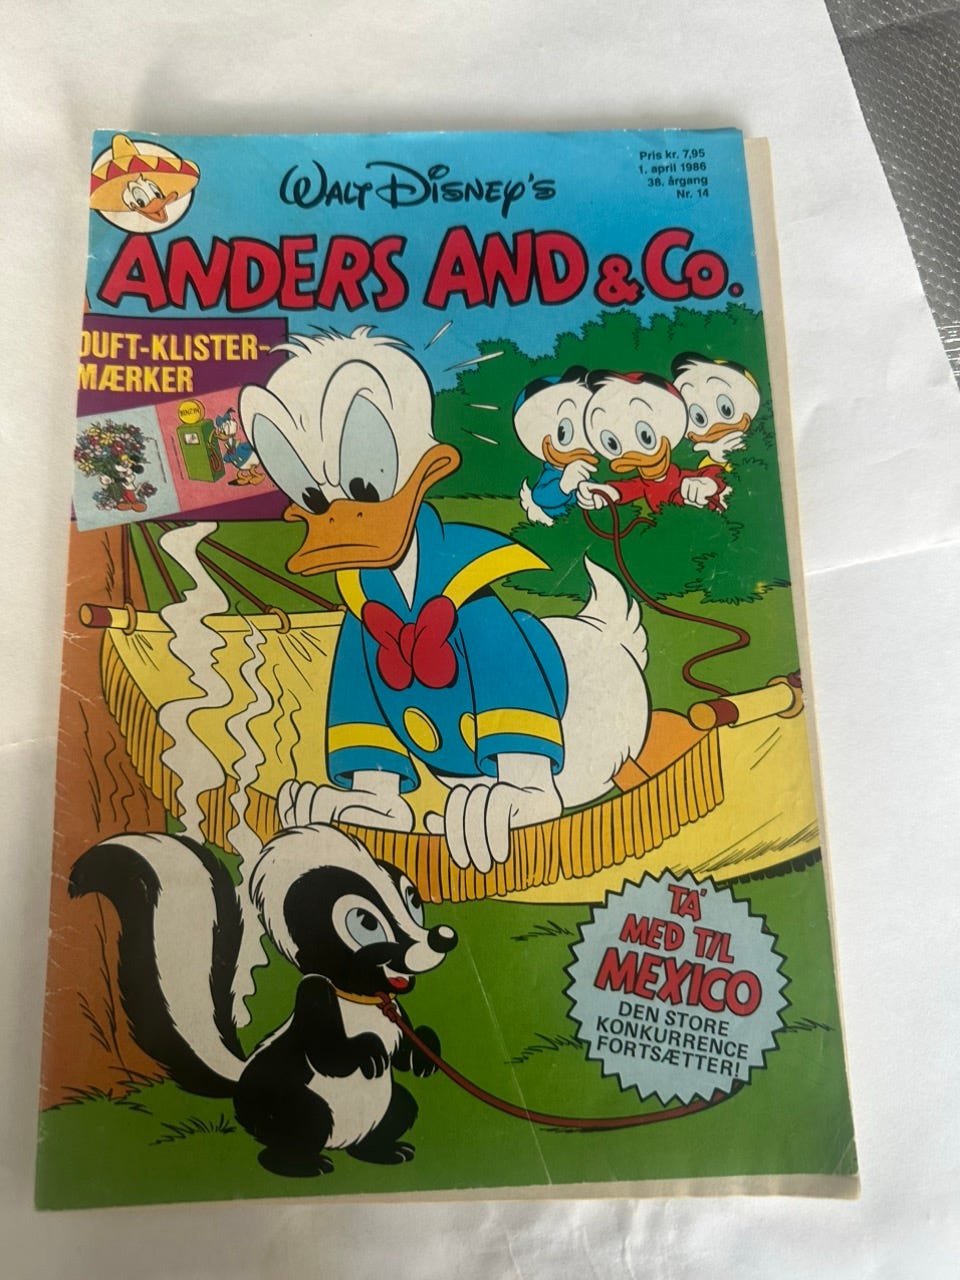 Pris kr. 7,95
1. april 1986
38. årgang
Nr. 14
WALT DISNEY'S
ANDERS AND & Co.
DUFT-KLISTER-
MÆRKER
BENZIN
TA'
MED TIL
MEXICO
DEN STORE
KONKURRENCE
FORTSÆTTER!